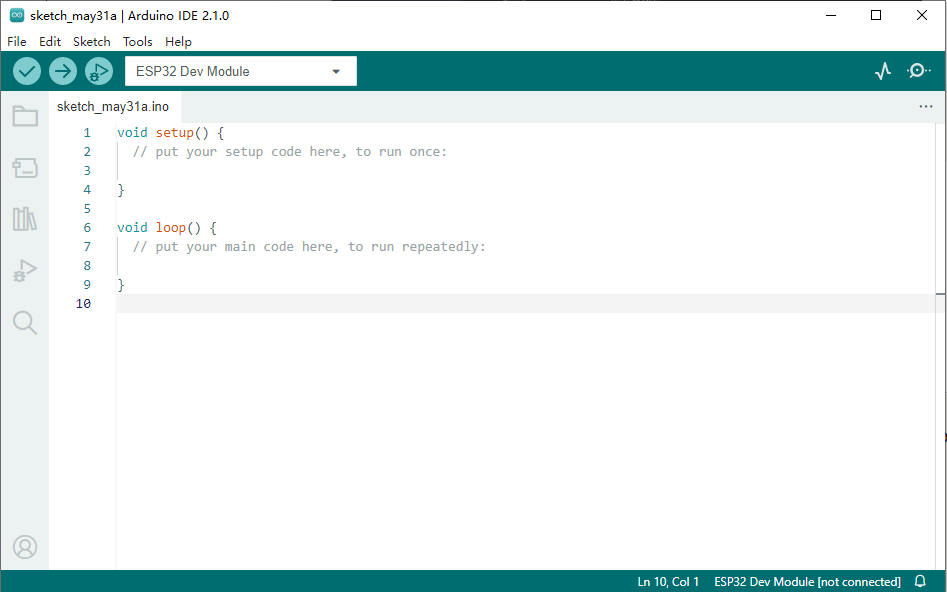 sketch_may31a | Arduino IDE 2.1.0
File Edit Sketch Tools Help
ESP32 Dev Module
sketch_may31a.ino
1 void setup() {
2 // put your setup code here, to run once:
3
4 }
5
6 void loop() {
7 // put your main code here, to run repeatedly:
8
9 }
10
Ln 10, Col 1 ESP32 Dev Module [not connected]